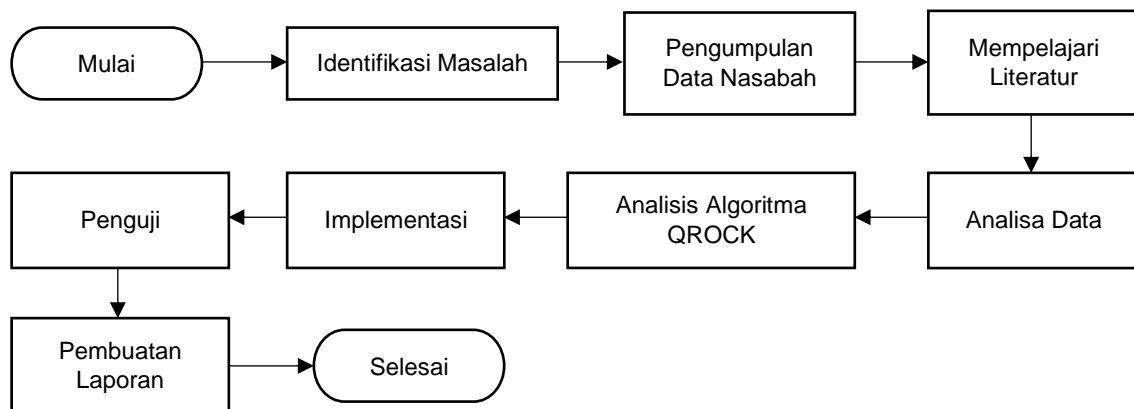 Mulai
Identifikasi Masalah
Pengumpulan
Data Nasabah
Mempelajari
Literatur
Analisa Data
Analisis Algoritma
QROCK
Implementasi
Penguji
Pembuatan
Laporan
Selesai